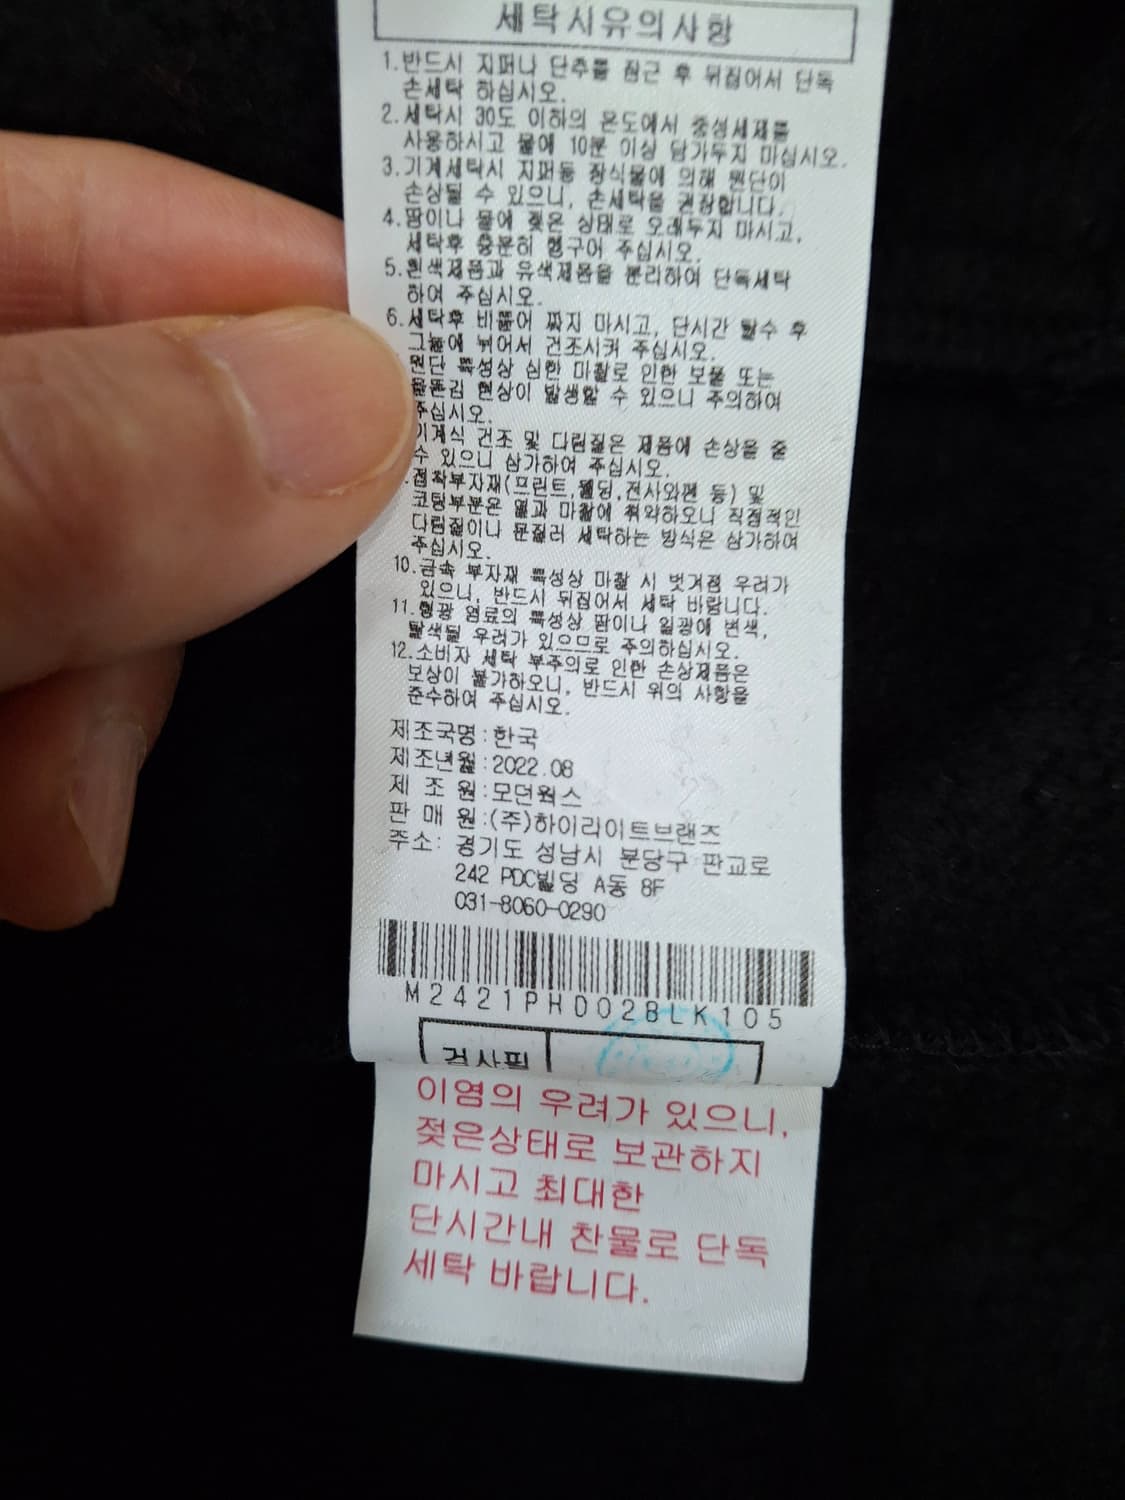 세탁시유의사항
1.반드시 지퍼나 단추를 잠근 후 뒤집어서 단독
손세탁 하십시오.
2.세탁시 30도 이하의 온도에서 중성세제를
사용하시고 물에 10분 이상 담가두지 마십시오.
3.기계세탁시 지퍼등 장식물에 의해 원단이
손상될 수 있으니, 손세탁을 권장합니다.
4.땀이나 물에 젖은 상태로 오래두지 마시고,
세탁후 충분히 헹구어 주십시오.
5.흰색제품과 유색제품을 분리하여 단독세탁
하여 주십시오.
6.세탁후 비틀어 짜지 마시고, 단시간 탈수 후
그늘에 뉘어서 건조시켜 주십시오.
원단 특성상 심한 마찰로 인한 보풀 또는
올뜯김 현상이 발생할 수 있으니 주의하여
주십시오.
기계식 건조 및 다림질은 제품에 손상을 줄
수 있으니 삼가하여 주십시오.
.접착부자재(프린트,웰딩,전사와펜 등) 및
코팅부분은 열과 마찰에 취약하오니 직접적인
다림질이나 문질러 세탁하는 방식은 삼가하여
주십시오.
10.금속 부자재 특성상 마찰 시 벗겨질 우려가
있으니, 반드시 뒤집어서 세탁 바랍니다.
11.형광 염료의 특성상 땀이나 일광에 변색,
탈색될 우려가 있으므로 주의하십시오.
12.소비자 세탁 부주의로 인한 손상제품은
보상이 불가하오니, 반드시 위의 사항을
준수하여 주십시오.
제조국명:한국
제조년월:2022.08
제 조 원:모던웍스
판 매 원:(주)하이라이트브랜즈
주소: 경기도 성남시 분당구 판교로
242 PDC빌딩 A동 8F
031-8060-0290
M2421PHD02BLK105
검사필
이염의 우려가 있으니,
젖은상태로 보관하지
마시고 최대한
단시간내 찬물로 단독
세탁 바랍니다.